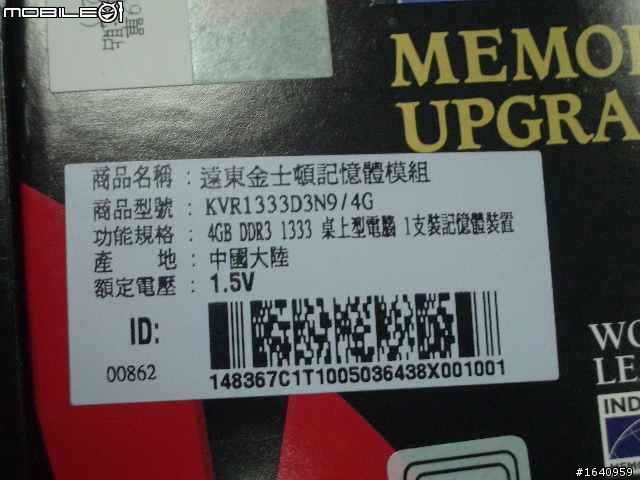 MOBILE01
MEMO
UPGRA
商品名稱：遠東金士頓記憶體模組
商品型號：KVR1333D3N9/4G
功能規格：4GB DDR3 1333 桌上型電腦 1支裝記憶體裝置
產 地：中國大陸
額定電壓：1.5V
ID:
00862
148367C1T1005036438X001001
WO
LE
IND
#1640959